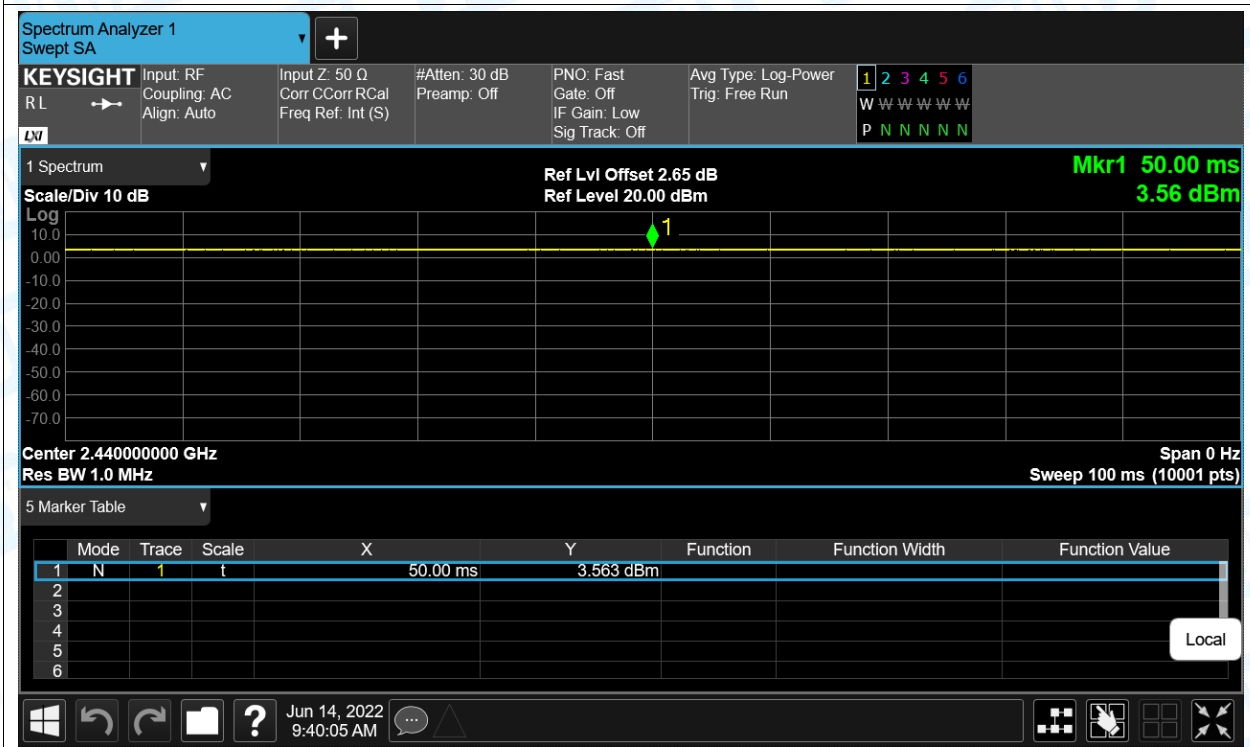 Spectrum Analyzer 1
Swept SA
KEYSIGHT
R L
LXI
Input: RF
Coupling: AC
Align: Auto
Input Z: 50 Ω
Corr CCorr RCal
Freq Ref: Int (S)
#Atten: 30 dB
Preamp: Off
PNO: Fast
Gate: Off
IF Gain: Low
Sig Track: Off
Avg Type: Log-Power
Trig: Free Run
1 2 3 4 5 6
W W W W W W
P N N N N N
1 Spectrum
Scale/Div 10 dB
Ref Lvl Offset 2.65 dB
Ref Level 20.00 dBm
Mkr1 50.00 ms
3.56 dBm
Log
1
10.0
0.00
-10.0
-20.0
-30.0
-40.0
-50.0
-60.0
-70.0
Center 2.440000000 GHz
Span 0 Hz
Res BW 1.0 MHz
Sweep 100 ms (10001 pts)
5 Marker Table
Mode Trace Scale X Y Function Function Width Function Value
1 N 1 t 50.00 ms 3.563 dBm
2
3
4
5
6
Local
?
Jun 14, 2022
9:40:05 AM